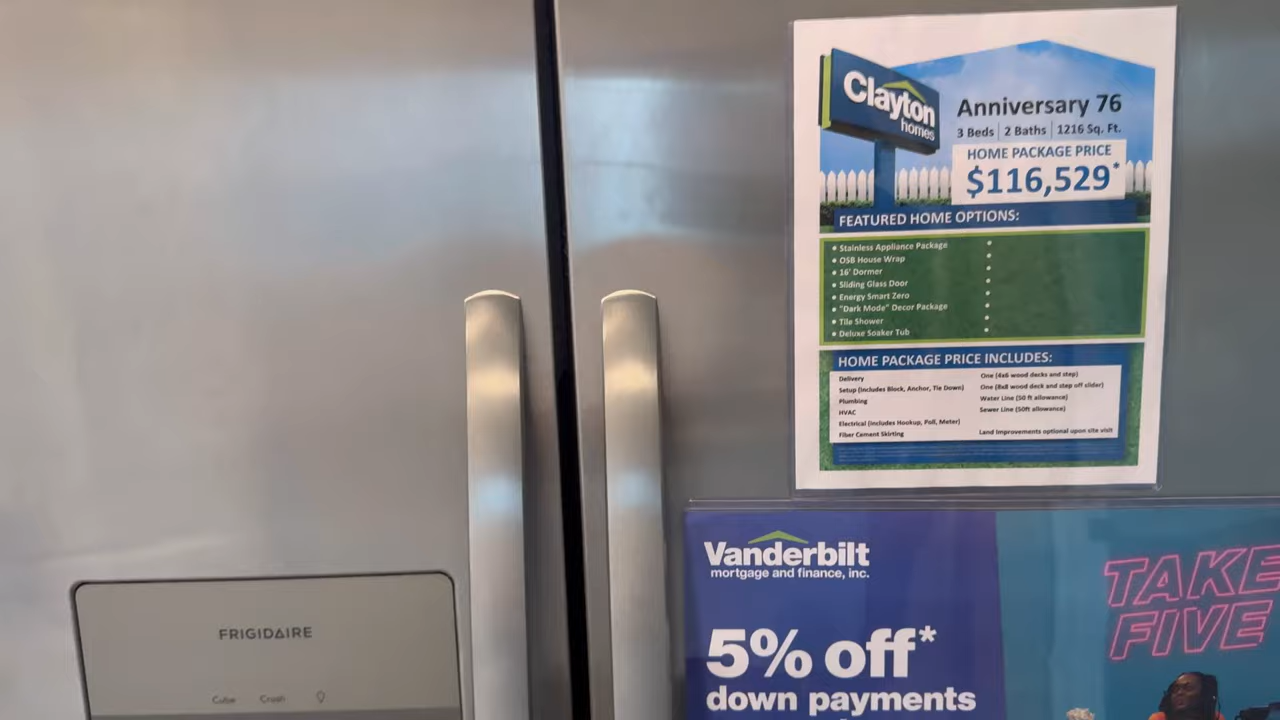 Clayton
homes
Anniversary 76
3 Beds | 2 Baths | 1216 Sq. Ft.
HOME PACKAGE PRICE
$116,529*
FEATURED HOME OPTIONS:
• Stainless Appliance Package
• OSB House Wrap
• 16' Dormer
• Sliding Glass Door
• Energy Smart Zero
• "Dark Mode" Decor Package
• Tile Shower
• Deluxe Soaker Tub
HOME PACKAGE PRICE INCLUDES:
Delivery
Setup (Includes Block, Anchor, Tie Down)
Plumbing
HVAC
Electrical (Includes Hookup, Poll, Meter)
Fiber Cement Skirting
One (4x6 wood decks and step)
One (8x8 wood deck and step off slider)
Water Line (50 ft allowance)
Sewer Line (50ft allowance)
Land Improvements optional upon site visit
Vanderbilt
mortgage and finance, inc.
5% off*
down payments
TAKE
FIVE
FRIGIDAIRE
Cube Crush